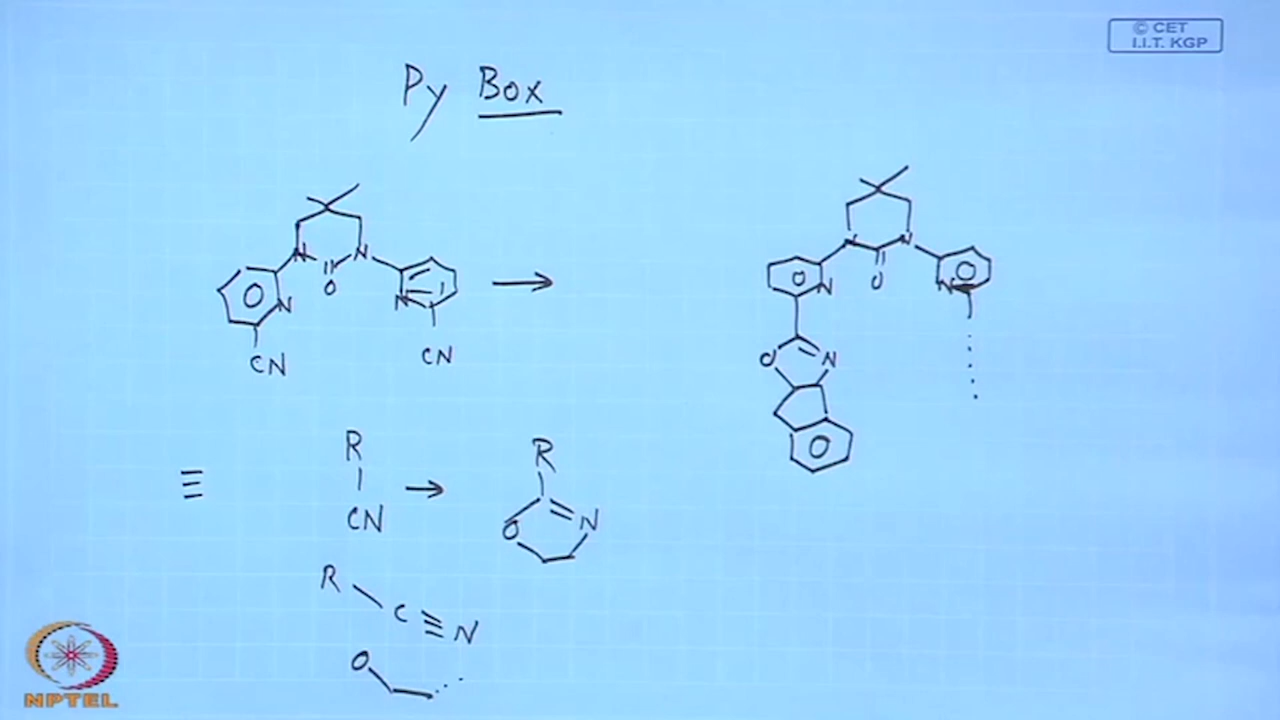 © CET
I.I.T. KGP
Py Box
N N
O
N N
CN CN
N N
O
N N
O N
≡
R
CN
R
O N
R
C≡N
O
NPTEL